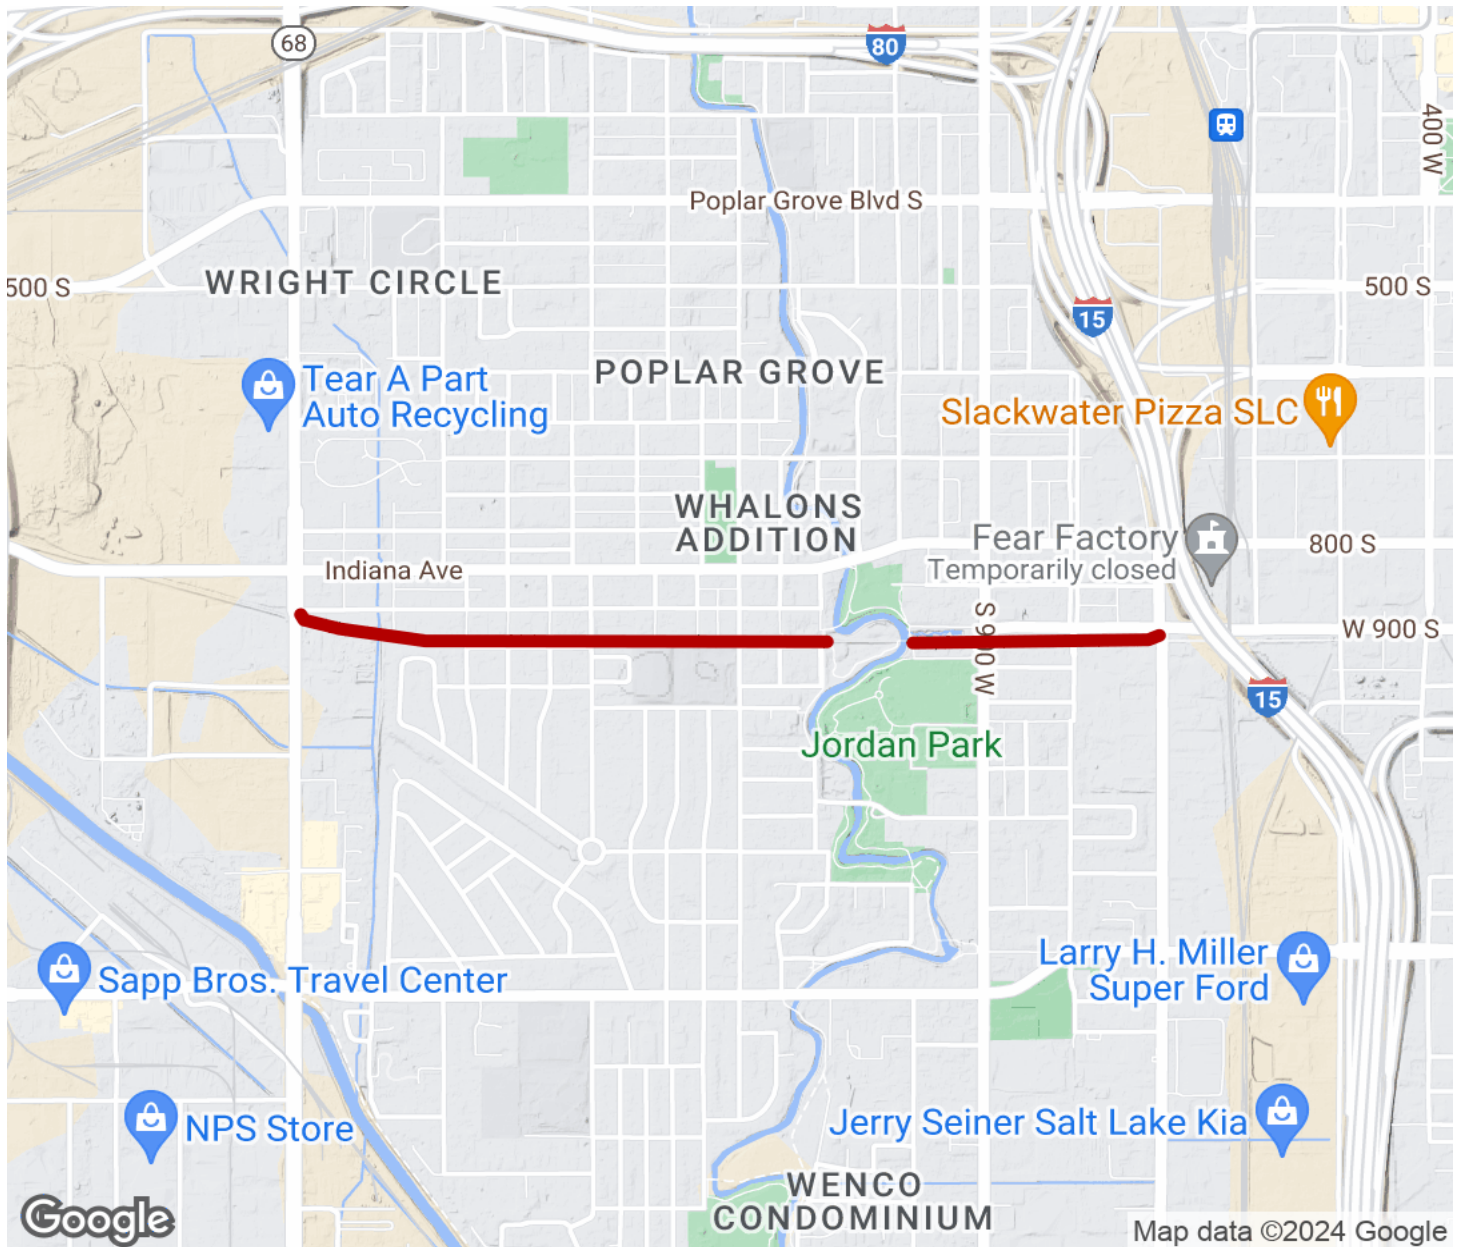 68
80
400 W
Poplar Grove Blvd S
WRIGHT CIRCLE
500 S
500 S
15
POPLAR GROVE
Tear A Part
Auto Recycling
Slackwater Pizza SLC
WHALONS
ADDITION
Fear Factory
Temporarily closed
800 S
Indiana Ave
S 900 W
W 900 S
15
Jordan Park
Larry H. Miller
Super Ford
Sapp Bros. Travel Center
Jerry Seiner Salt Lake Kia
NPS Store
WENCO
CONDOMINIUM
Google
Map data ©2024 Google